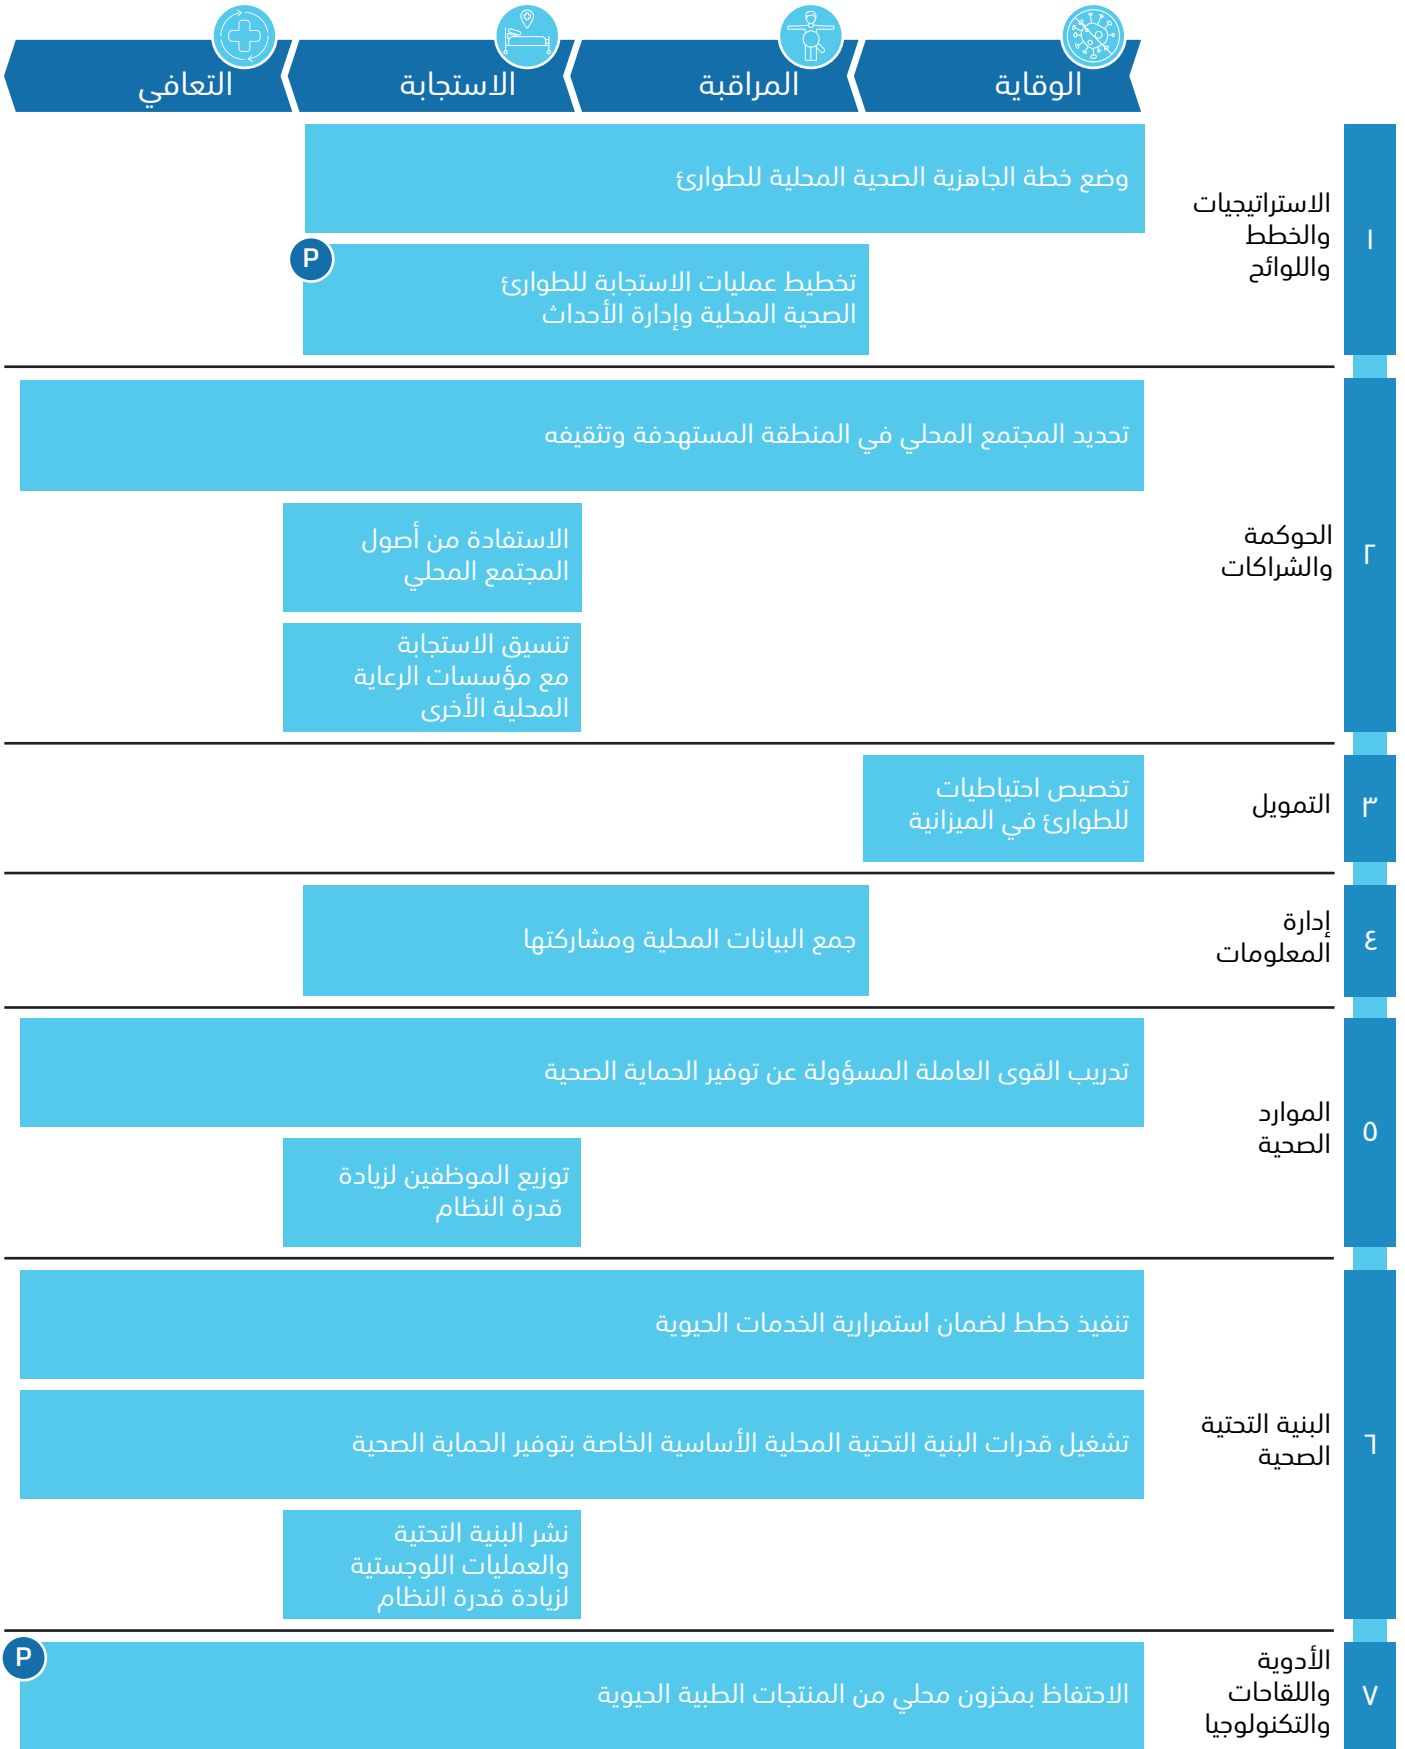 الوقاية
المراقبة
الاستجابة
التعافي
١
الاستراتيجيات
والخطط
واللوائح
وضع خطة الجاهزية الصحية المحلية للطوارئ
P
تخطيط عمليات الاستجابة للطوارئ
الصحية المحلية وإدارة الأحداث
٢
الحوكمة
والشراكات
تحديد المجتمع المحلي في المنطقة المستهدفة وتثقيفه
الاستفادة من أصول
المجتمع المحلي
تنسيق الاستجابة
مع مؤسسات الرعاية
المحلية الأخرى
٣
التمويل
تخصيص احتياطيات
للطوارئ في الميزانية
٤
إدارة
المعلومات
جمع البيانات المحلية ومشاركتها
٥
الموارد
الصحية
تدريب القوى العاملة المسؤولة عن توفير الحماية الصحية
توزيع الموظفين لزيادة
قدرة النظام
٦
البنية التحتية
الصحية
تنفيذ خطط لضمان استمرارية الخدمات الحيوية
تشغيل قدرات البنية التحتية المحلية الأساسية الخاصة بتوفير الحماية الصحية
نشر البنية التحتية
والعمليات اللوجستية
لزيادة قدرة النظام
٧
الأدوية
واللقاحات
والتكنولوجيا
P
الاحتفاظ بمخزون محلي من المنتجات الطبية الحيوية